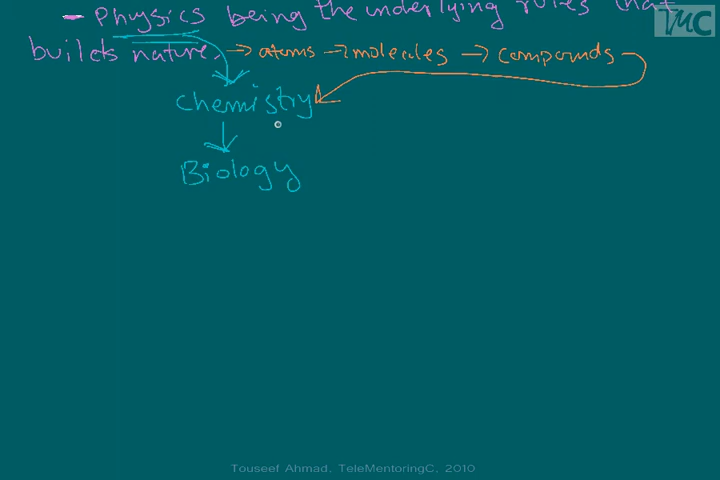 - Physics being the underlying rules that
builds nature. → atoms → molecules → compounds
Chemistry
Biology
TMC
Touseef Ahmad. TeleMentoringC, 2010